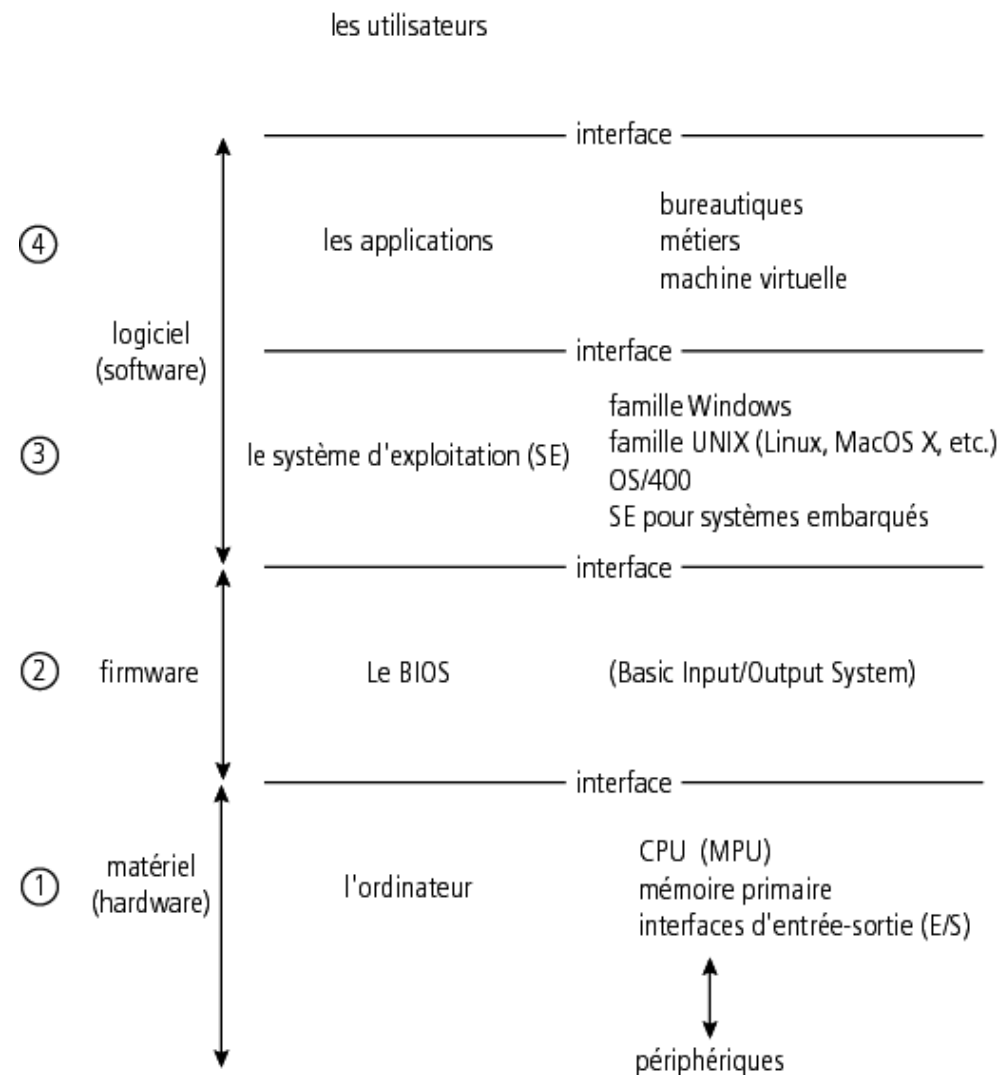 les utilisateurs
interface
④
les applications
bureautiques
métiers
machine virtuelle
logiciel
(software)
interface
③
le système d'exploitation (SE)
famille Windows
famille UNIX (Linux, MacOS X, etc.)
OS/400
SE pour systèmes embarqués
interface
②
firmware
Le BIOS
(Basic Input/Output System)
interface
①
matériel
(hardware)
l'ordinateur
CPU (MPU)
mémoire primaire
interfaces d'entrée-sortie (E/S)
périphériques